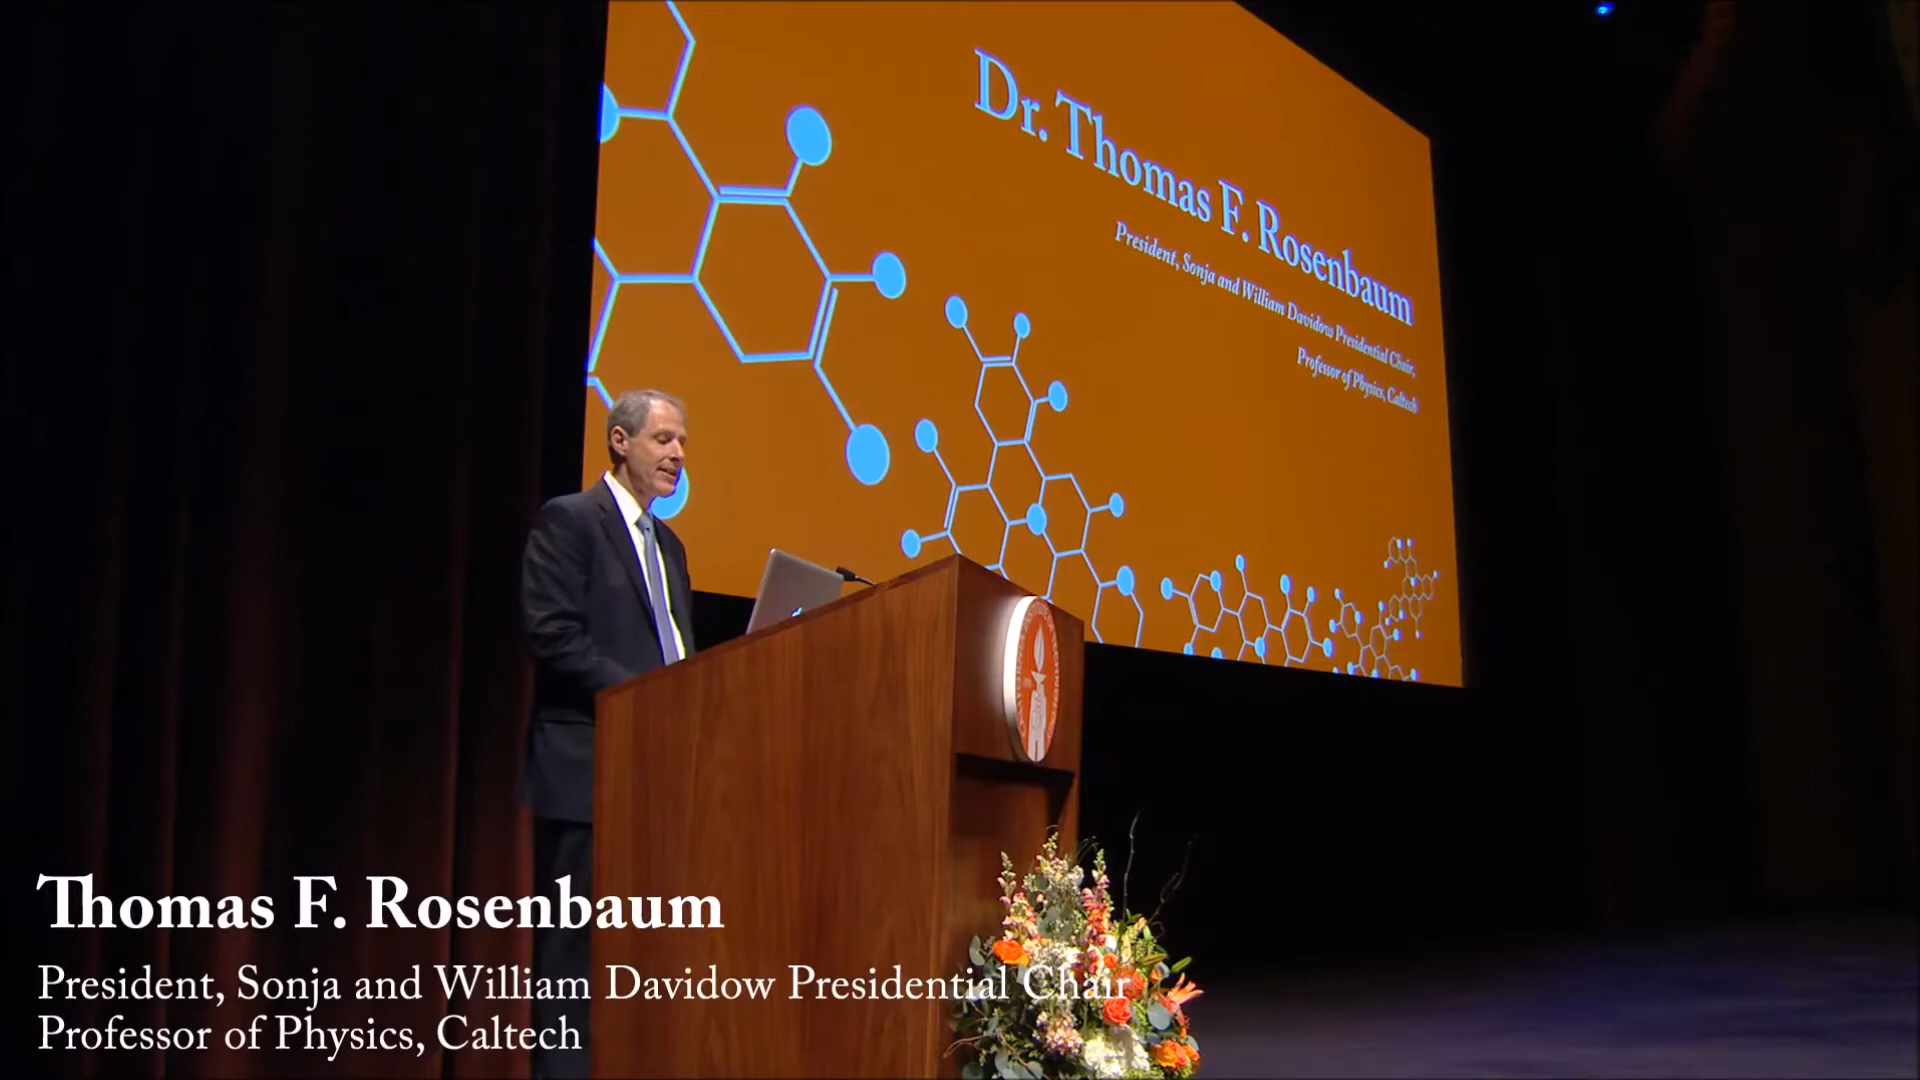 Dr. Thomas F. Rosenbaum
President, Sonja and William Davidow Presidential Chair,
Professor of Physics, Caltech
Thomas F. Rosenbaum
President, Sonja and William Davidow Presidential Chair
Professor of Physics, Caltech